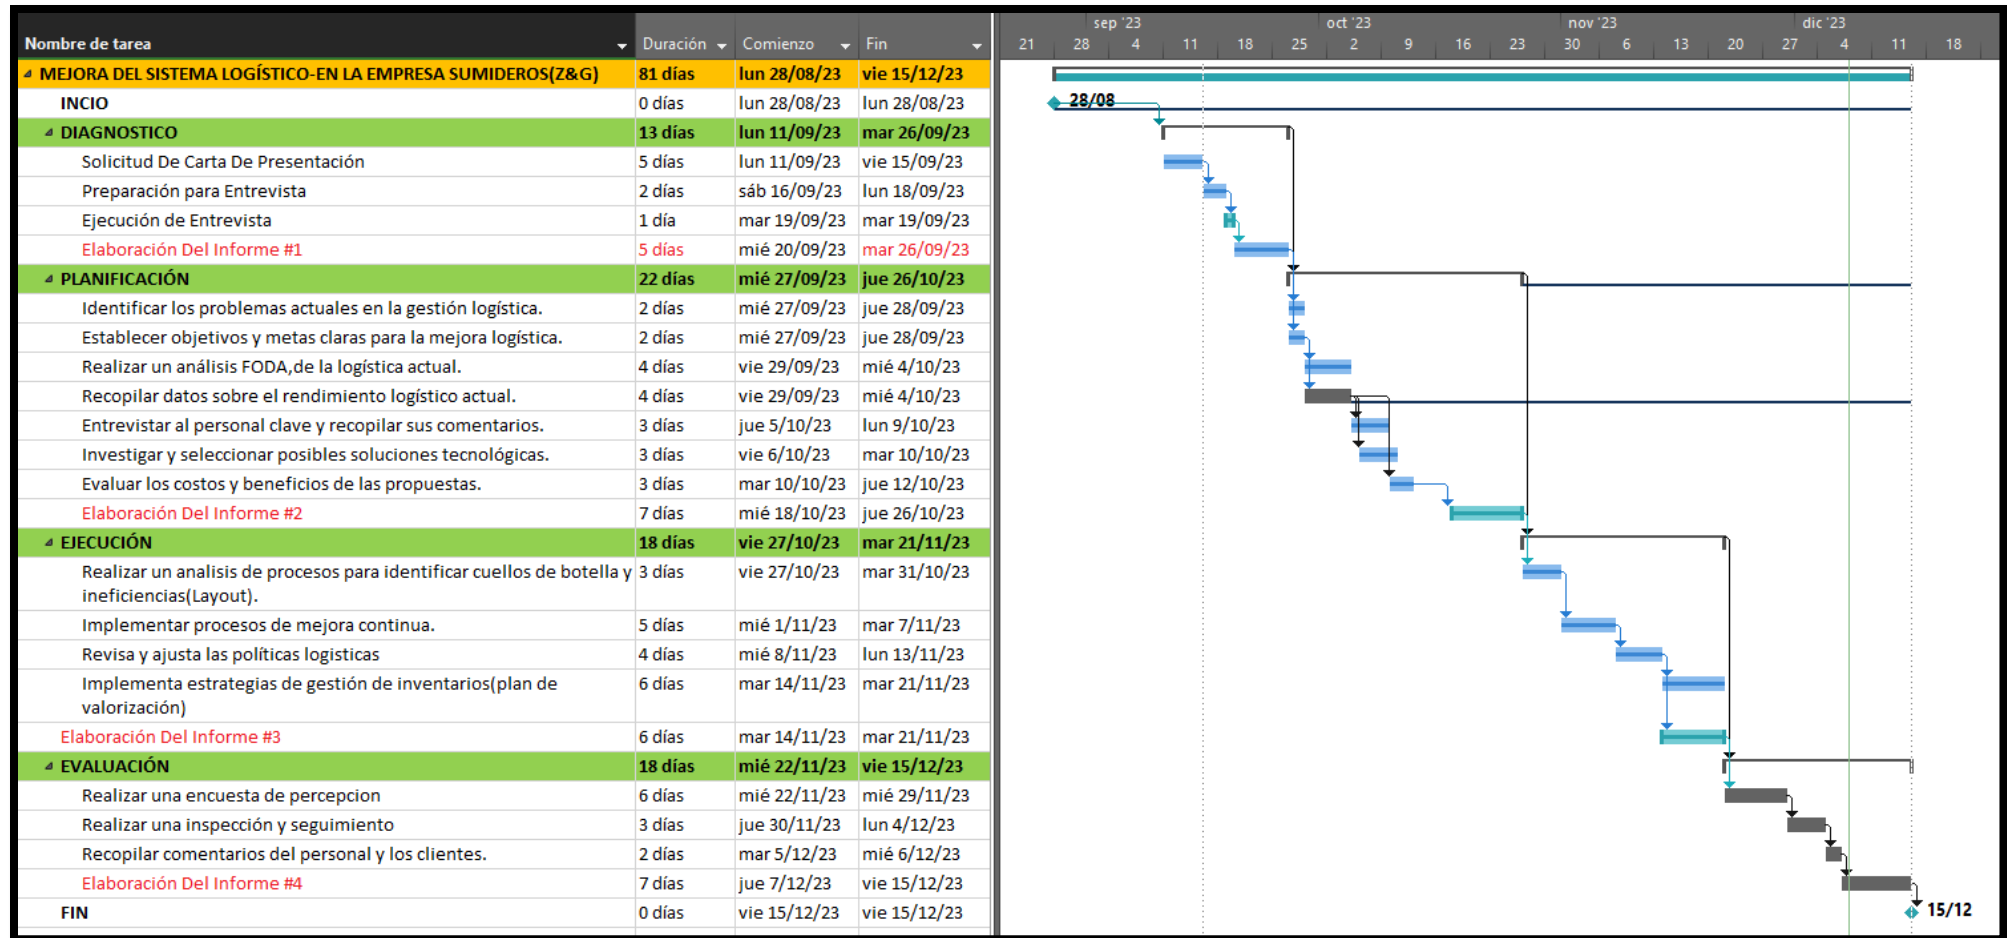 sep '23 oct '23 nov '23 dic '23
Nombre de tarea Duración Comienzo Fin 21 28 4 11 18 25 2 9 16 23 30 6 13 20 27 4 11 18
MEJORA DEL SISTEMA LOGÍSTICO-EN LA EMPRESA SUMIDEROS(Z&G) 81 días lun 28/08/23 vie 15/12/23
INCIO 0 días lun 28/08/23 lun 28/08/23 28/08
DIAGNOSTICO 13 días lun 11/09/23 mar 26/09/23
Solicitud De Carta De Presentación 5 días lun 11/09/23 vie 15/09/23
Preparación para Entrevista 2 días sáb 16/09/23 lun 18/09/23
Ejecución de Entrevista 1 día mar 19/09/23 mar 19/09/23
Elaboración Del Informe #1 5 días mié 20/09/23 mar 26/09/23
PLANIFICACIÓN 22 días mié 27/09/23 jue 26/10/23
Identificar los problemas actuales en la gestión logística. 2 días mié 27/09/23 jue 28/09/23
Establecer objetivos y metas claras para la mejora logística. 2 días mié 27/09/23 jue 28/09/23
Realizar un análisis FODA,de la logística actual. 4 días vie 29/09/23 mié 4/10/23
Recopilar datos sobre el rendimiento logístico actual. 4 días vie 29/09/23 mié 4/10/23
Entrevistar al personal clave y recopilar sus comentarios. 3 días jue 5/10/23 lun 9/10/23
Investigar y seleccionar posibles soluciones tecnológicas. 3 días vie 6/10/23 mar 10/10/23
Evaluar los costos y beneficios de las propuestas. 3 días mar 10/10/23 jue 12/10/23
Elaboración Del Informe #2 7 días mié 18/10/23 jue 26/10/23
EJECUCIÓN 18 días vie 27/10/23 mar 21/11/23
Realizar un analisis de procesos para identificar cuellos de botella y 3 días vie 27/10/23 mar 31/10/23
ineficiencias(Layout).
Implementar procesos de mejora continua. 5 días mié 1/11/23 mar 7/11/23
Revisa y ajusta las políticas logisticas 4 días mié 8/11/23 lun 13/11/23
Implementa estrategias de gestión de inventarios(plan de 6 días mar 14/11/23 mar 21/11/23
valorización)
Elaboración Del Informe #3 6 días mar 14/11/23 mar 21/11/23
EVALUACIÓN 18 días mié 22/11/23 vie 15/12/23
Realizar una encuesta de percepcion 6 días mié 22/11/23 mié 29/11/23
Realizar una inspección y seguimiento 3 días jue 30/11/23 lun 4/12/23
Recopilar comentarios del personal y los clientes. 2 días mar 5/12/23 mié 6/12/23
Elaboración Del Informe #4 7 días jue 7/12/23 vie 15/12/23
FIN 0 días vie 15/12/23 vie 15/12/23 15/12